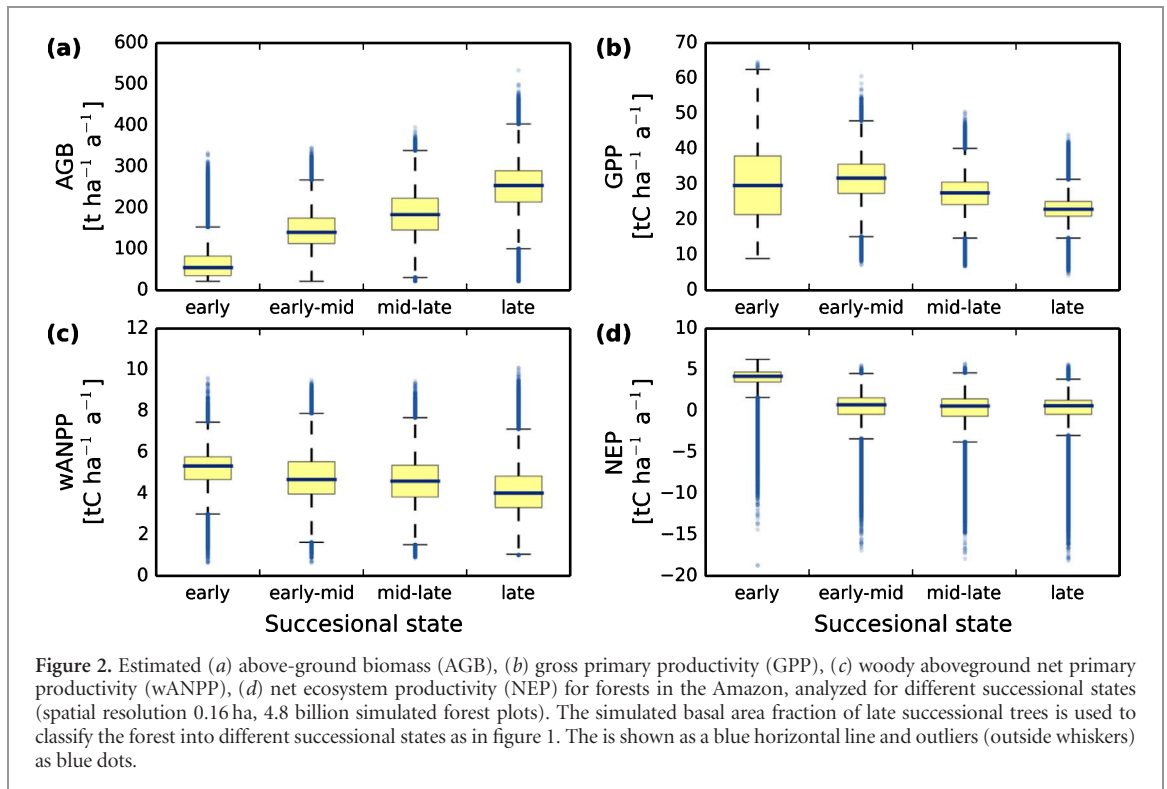 (a)
600
500
400
300
200
100
0
AGB
[t ha⁻¹ a⁻¹ ]
early early-mid mid-late late
(b)
70
60
50
40
30
20
10
0
GPP
[tC ha⁻¹ a⁻¹ ]
early early-mid mid-late late
(c)
12
10
8
6
4
2
0
wANPP
[tC ha⁻¹ a⁻¹ ]
early early-mid mid-late late
Succesional state
(d)
10
5
0
−5
−10
−15
−20
NEP
[tC ha⁻¹ a⁻¹ ]
early early-mid mid-late late
Succesional state
Figure 2. Estimated (a) above-ground biomass (AGB), (b) gross primary productivity (GPP), (c) woody aboveground net primary
productivity (wANPP), (d) net ecosystem productivity (NEP) for forests in the Amazon, analyzed for different successional states
(spatial resolution 0.16 ha, 4.8 billion simulated forest plots). The simulated basal area fraction of late successional trees is used to
classify the forest into different successional states as in figure 1. The is shown as a blue horizontal line and outliers (outside whiskers)
as blue dots.